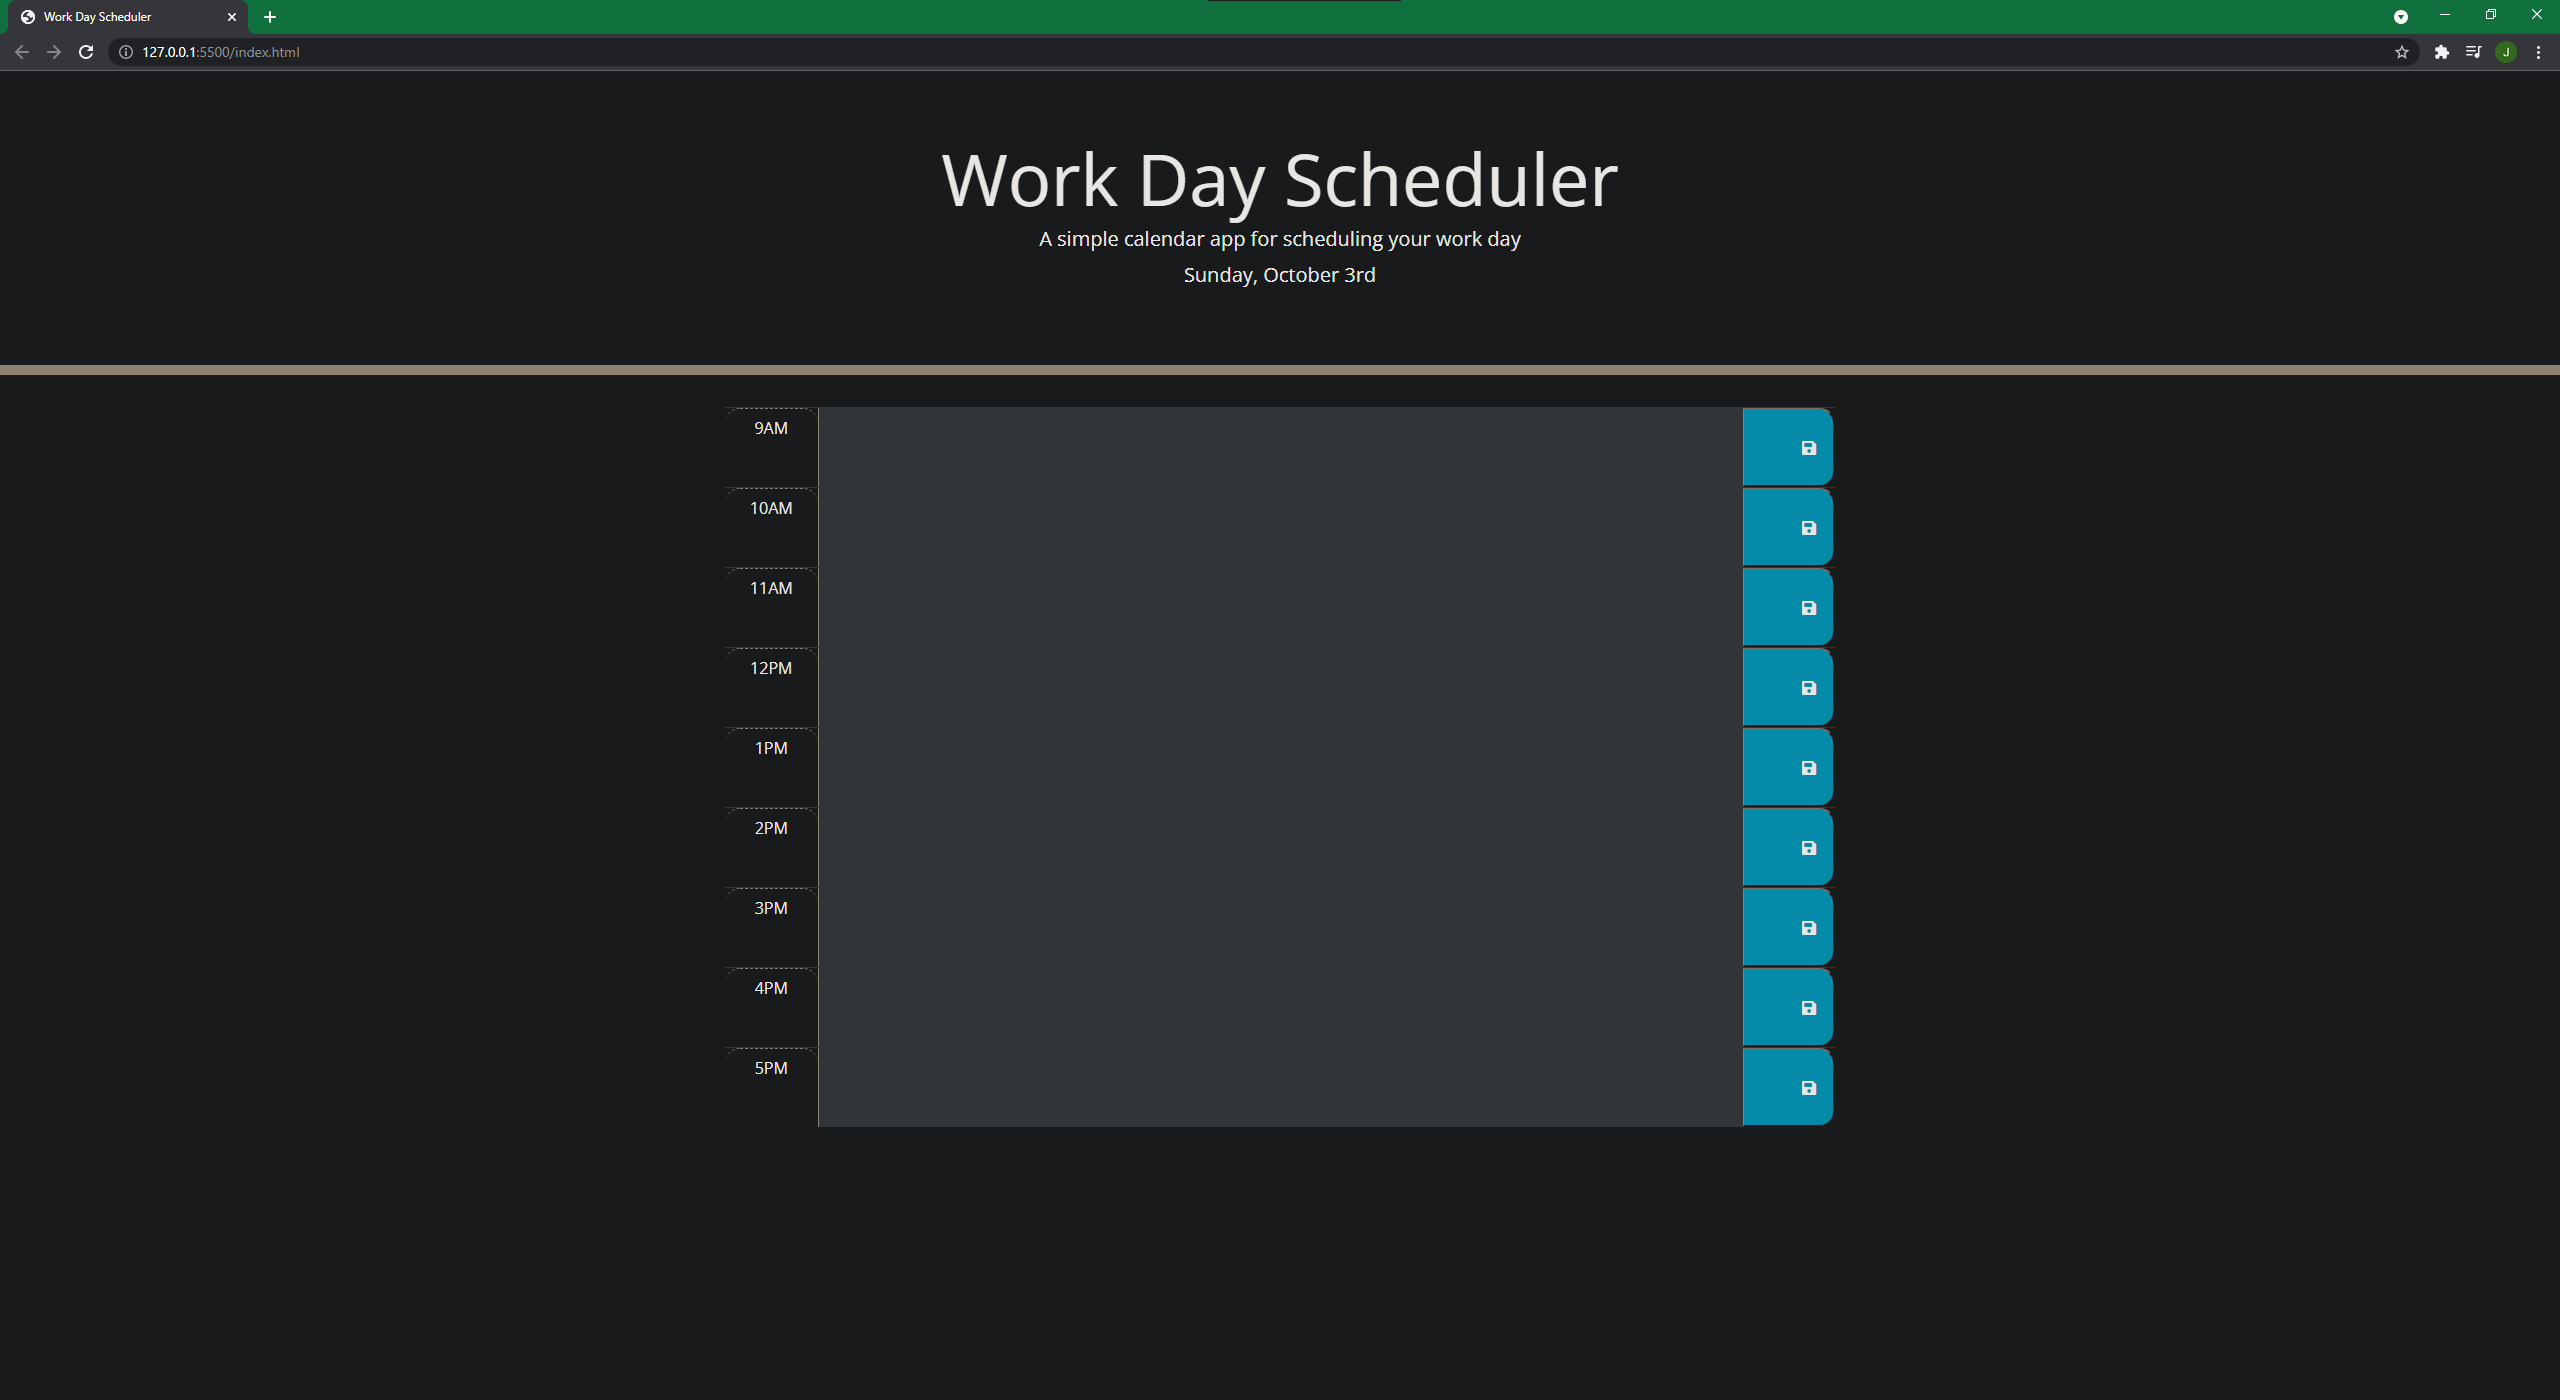 Work Day Scheduler
127.0.0.1:5500/index.html
J
Work Day Scheduler
A simple calendar app for scheduling your work day
Sunday, October 3rd
9AM
10AM
11AM
12PM
1PM
2PM
3PM
4PM
5PM